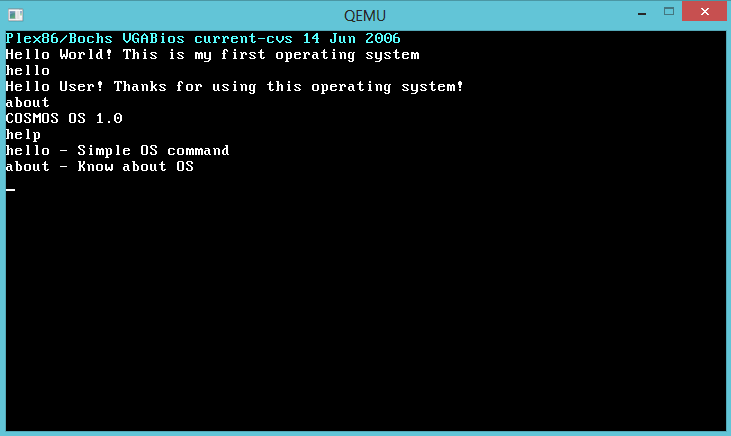 QEMU
Plex86/Bochs VGABios current-cvs 14 Jun 2006
Hello World! This is my first operating system
hello
Hello User! Thanks for using this operating system!
about
COSMOS OS 1.0
help
hello - Simple OS command
about - Know about OS